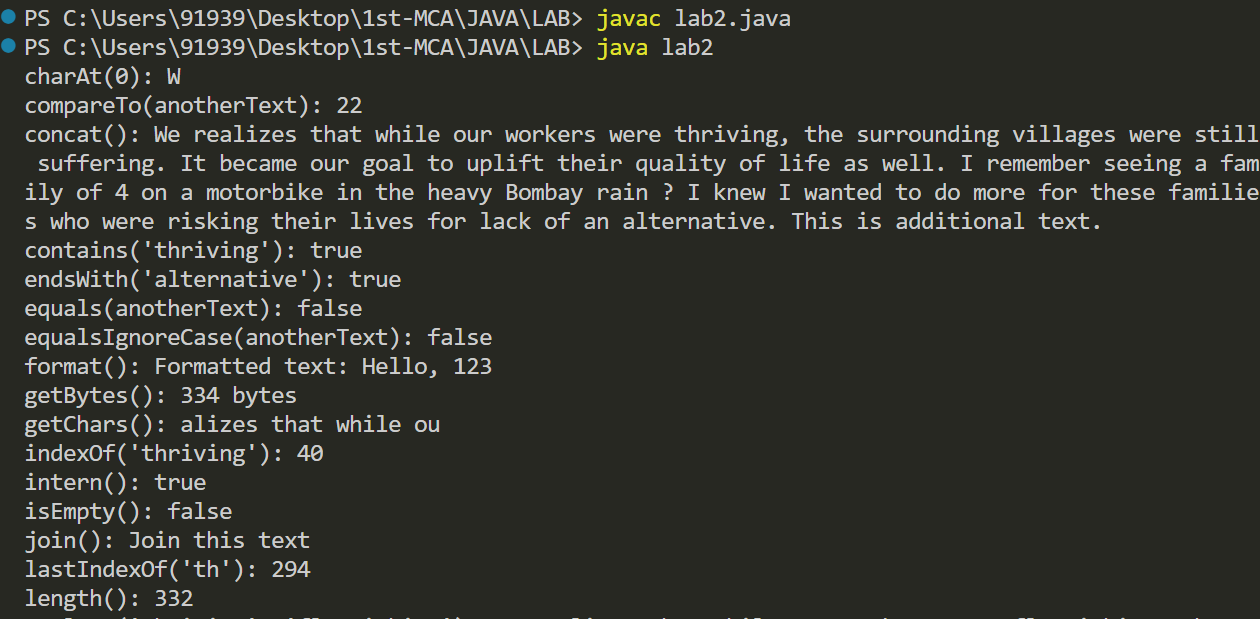 PS C:\Users\91939\Desktop\1st-MCA\JAVA\LAB> javac lab2.java
PS C:\Users\91939\Desktop\1st-MCA\JAVA\LAB> java lab2
charAt(0): W
compareTo(anotherText): 22
concat(): We realizes that while our workers were thriving, the surrounding villages were still
 suffering. It became our goal to uplift their quality of life as well. I remember seeing a fam
ily of 4 on a motorbike in the heavy Bombay rain ? I knew I wanted to do more for these familie
s who were risking their lives for lack of an alternative. This is additional text.
contains('thriving'): true
endsWith('alternative'): true
equals(anotherText): false
equalsIgnoreCase(anotherText): false
format(): Formatted text: Hello, 123
getBytes(): 334 bytes
getChars(): alizes that while ou
indexOf('thriving'): 40
intern(): true
isEmpty(): false
join(): Join this text
lastIndexOf('th'): 294
length(): 332